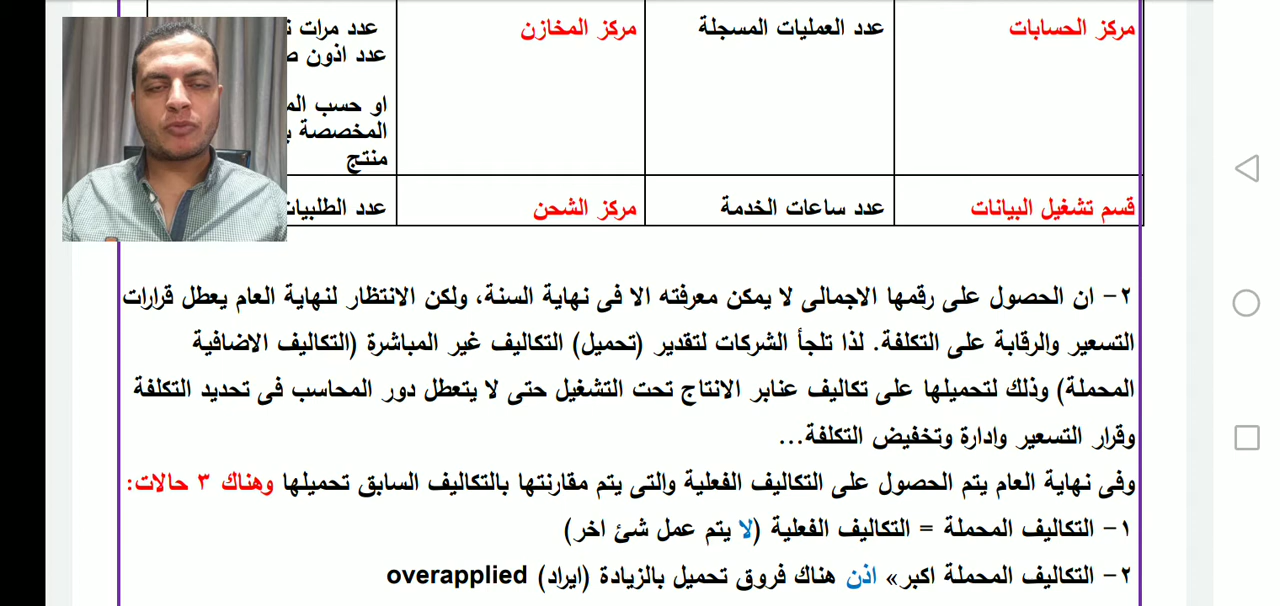 مركز الحسابات
عدد العمليات المسجلة
مركز المخازن
عدد مرات
عدد اذون
او حسب
المخصصة
منتج
قسم تشغيل البيانات
عدد ساعات الخدمة
مركز الشحن
عدد الطلبيات
٢- ان الحصول على رقمها الاجمالى لا يمكن معرفته الا فى نهاية السنة، ولكن الانتظار لنهاية العام يعطل قرارات
التسعير والرقابة على التكلفة. لذا تلجأ الشركات لتقدير (تحميل) التكاليف غير المباشرة (التكاليف الاضافية
المحملة) وذلك لتحميلها على تكاليف عنابر الانتاج تحت التشغيل حتى لا يتعطل دور المحاسب فى تحديد التكلفة
وقرار التسعير وادارة وتخفيض التكلفة...
وفى نهاية العام يتم الحصول على التكاليف الفعلية والتى يتم مقارنتها بالتكاليف السابق تحميلها وهناك ٣ حالات:
١- التكاليف المحملة = التكاليف الفعلية (لا يتم عمل شئ اخر)
٢- التكاليف المحملة اكبر» اذن هناك فروق تحميل بالزيادة (ايراد) overapplied